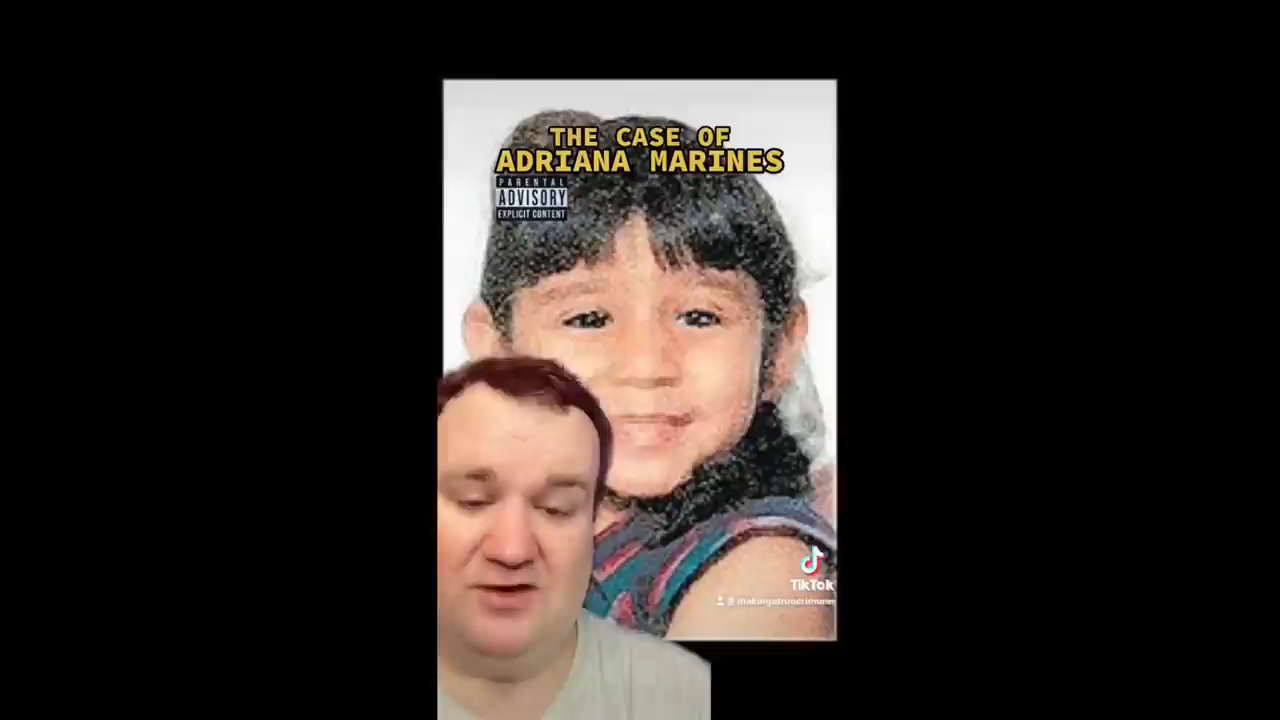 THE CASE OF
ADRIANA MARINES
PARENTAL
ADVISORY
EXPLICIT CONTENT
TikTok